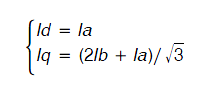 Id = Ia
Iq = (2Ib + Ia)/ √3